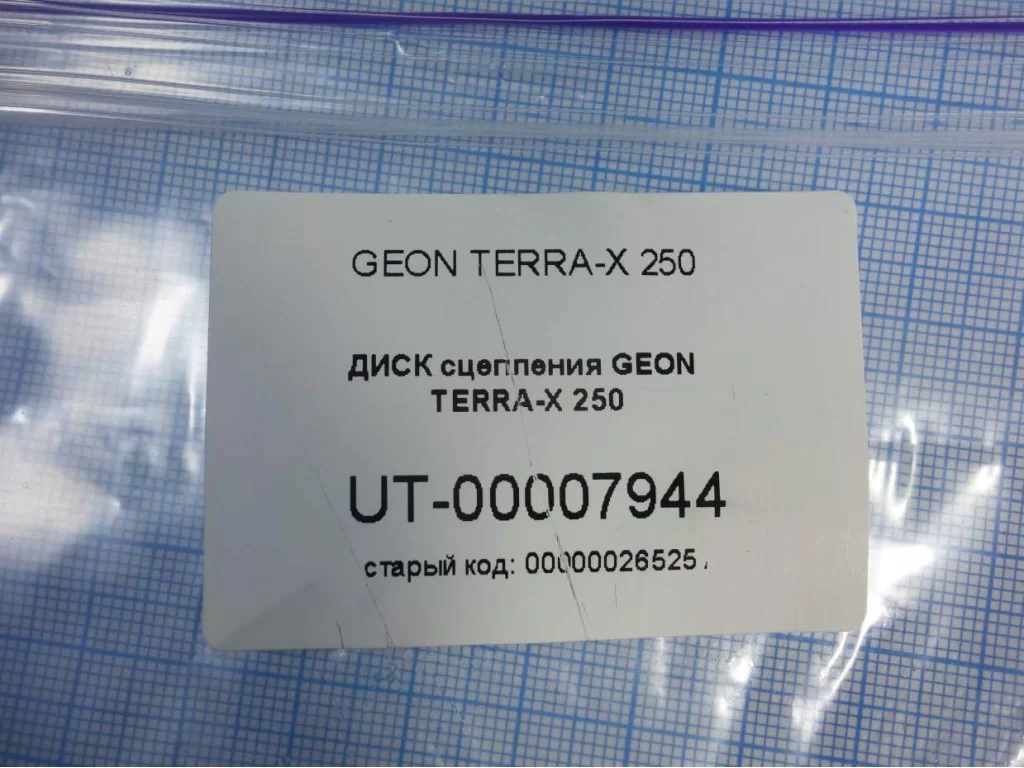 GEON TERRA-X 250
ДИСК сцепления GEON
TERRA-X 250
UT-00007944
старый код: 00000026525,